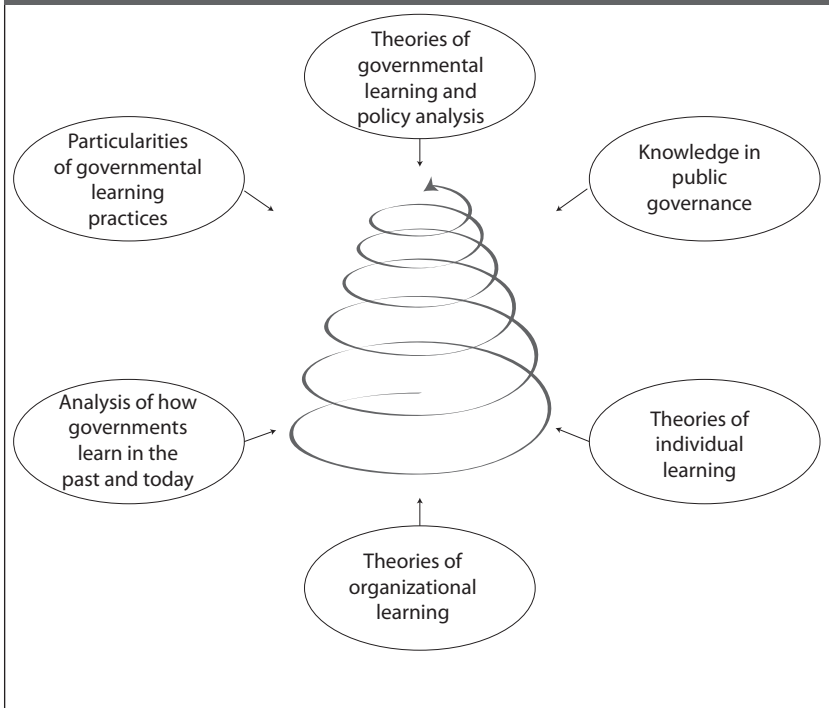 Theories of
governmental
learning and
policy analysis
Particularities
of governmental
learning
practices
Knowledge in
public
governance
Analysis of how
governments
learn in the
past and today
Theories of
individual
learning
Theories of
organizational
learning